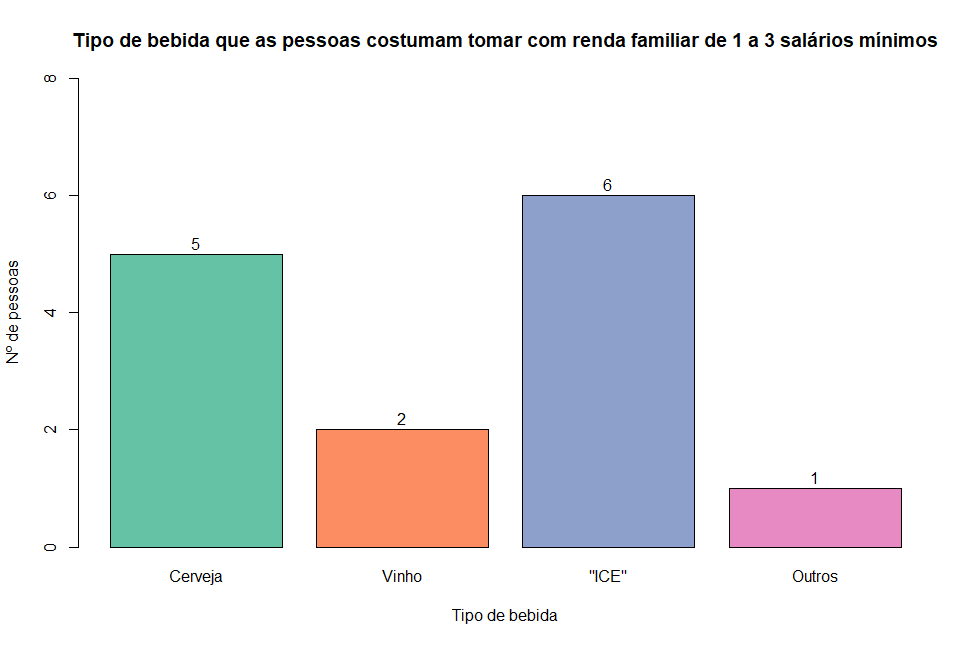 Tipo de bebida que as pessoas costumam tomar com renda familiar de 1 a 3 salários mínimos
Nº de pessoas
8
6
4
2
0
5
2
6
1
Cerveja
Vinho
"ICE"
Outros
Tipo de bebida